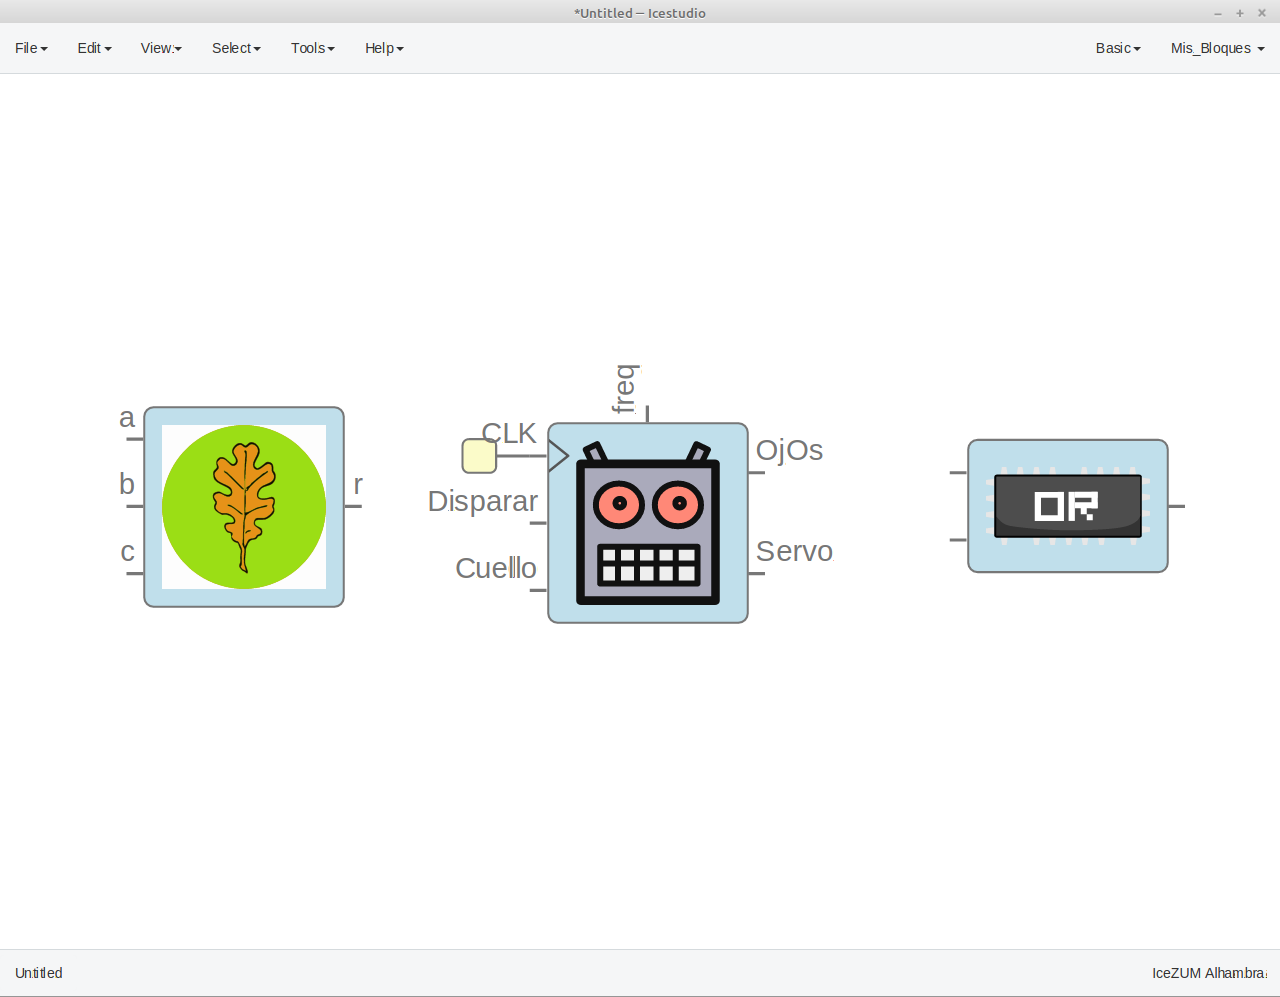 *Untitled – Icestudio
File Edit View Select Tools Help Basic Mis_Bloques
freq
a
b
c
r
CLK
Disparar
Cuello
OjOs
Servo
OR
Untitled IceZUM Alhambra